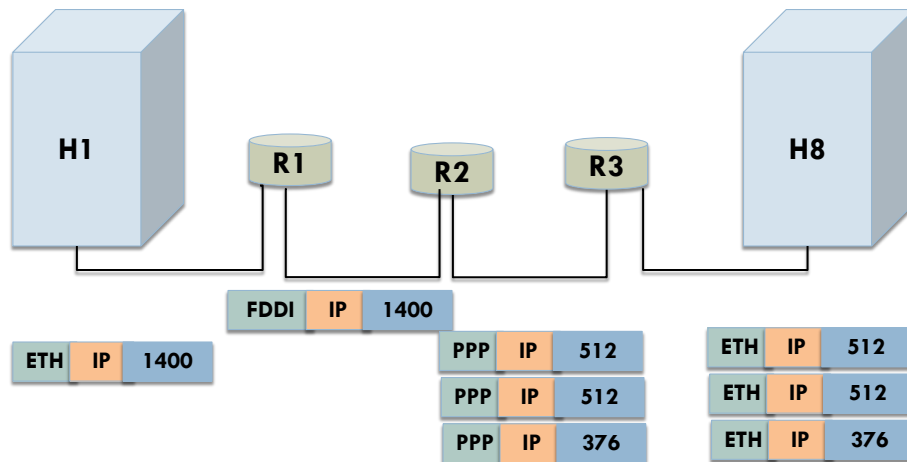 H1
R1
R2
R3
H8
FDDI IP 1400
ETH IP 1400
PPP IP 512
PPP IP 512
PPP IP 376
ETH IP 512
ETH IP 512
ETH IP 376